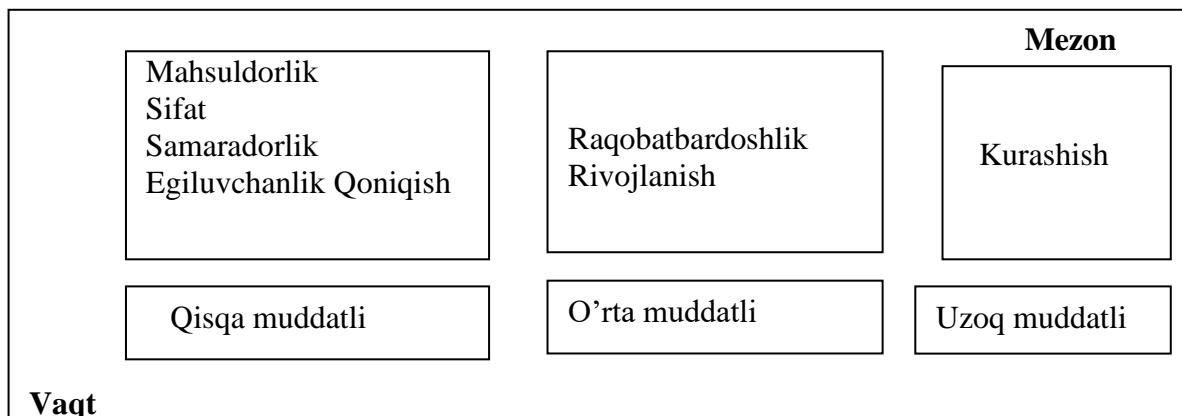 Mezon
Mahsuldorlik
Sifat
Samaradorlik
Egiluvchanlik Qoniqish
Raqobatbardoshlik
Rivojlanish
Kurashish
Qisqa muddatli
O’rta muddatli
Uzoq muddatli
Vaqt